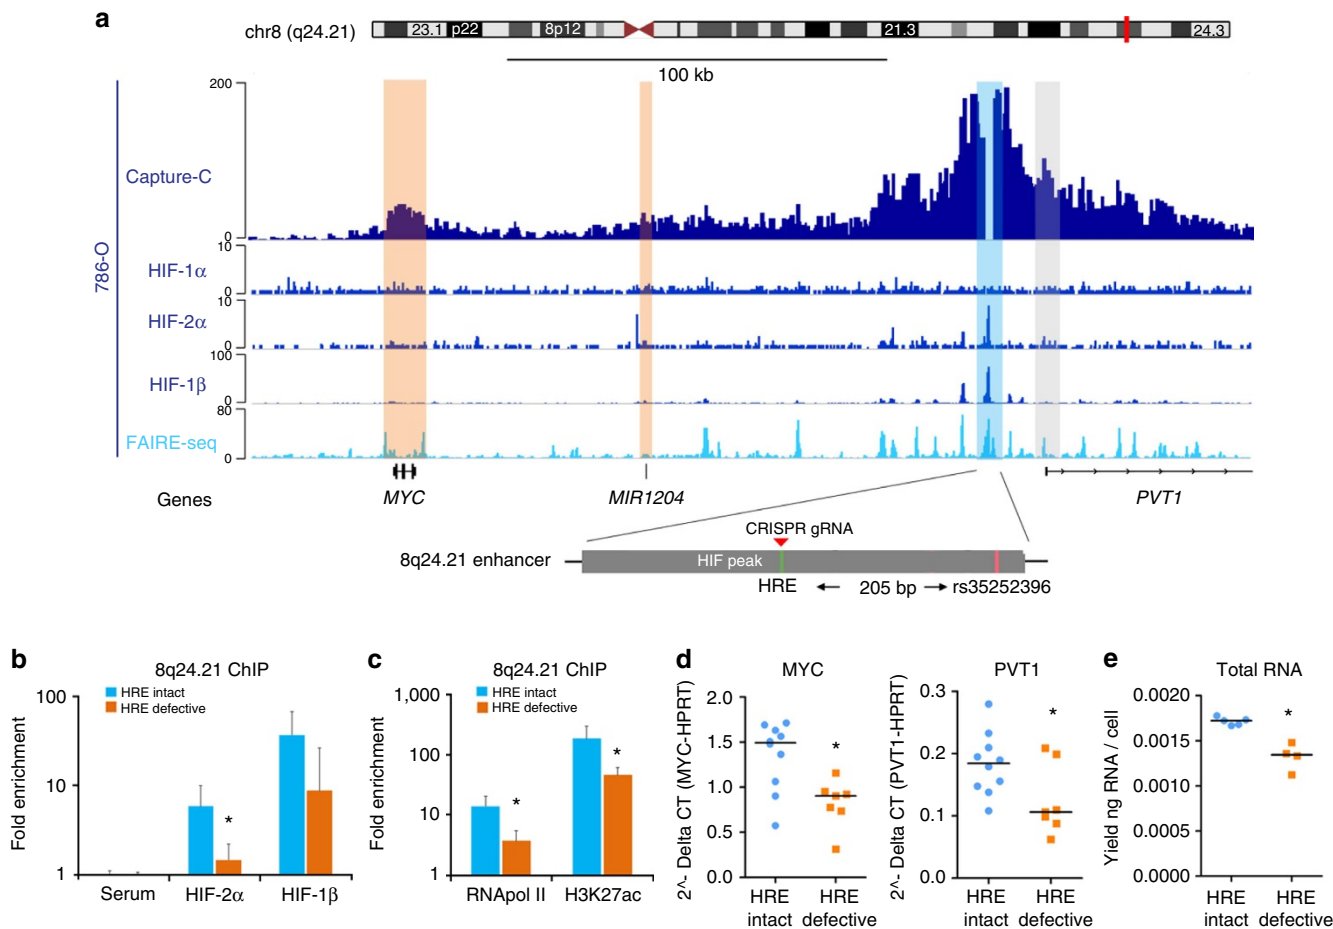 a
chr8 (q24.21)
23.1 p22 8p12 21.3 24.3
100 kb
786-O
200
Capture-C
0
10
HIF-1α
0
10
HIF-2α
0
100
HIF-1β
0
80
FAIRE-seq
0
Genes MYC MIR1204 PVT1
CRISPR gRNA
8q24.21 enhancer HIF peak
HRE 205 bp rs35252396
b
8q24.21 ChIP
HRE intact
HRE defective
Fold enrichment
100
10
1
Serum HIF-2α HIF-1β
*
c
8q24.21 ChIP
HRE intact
HRE defective
Fold enrichment
1,000
100
10
1
RNApol II H3K27ac
* *
d
MYC
2^- Delta CT (MYC-HPRT)
2.0
1.5
1.0
0.5
0.0
*
HRE intact
HRE defective
PVT1
2^- Delta CT (PVT1-HPRT)
0.3
0.2
0.1
0.0
*
HRE intact
HRE defective
e
Total RNA
Yield ng RNA / cell
0.0020
0.0015
0.0010
0.0005
0.0000
*
HRE intact
HRE defective